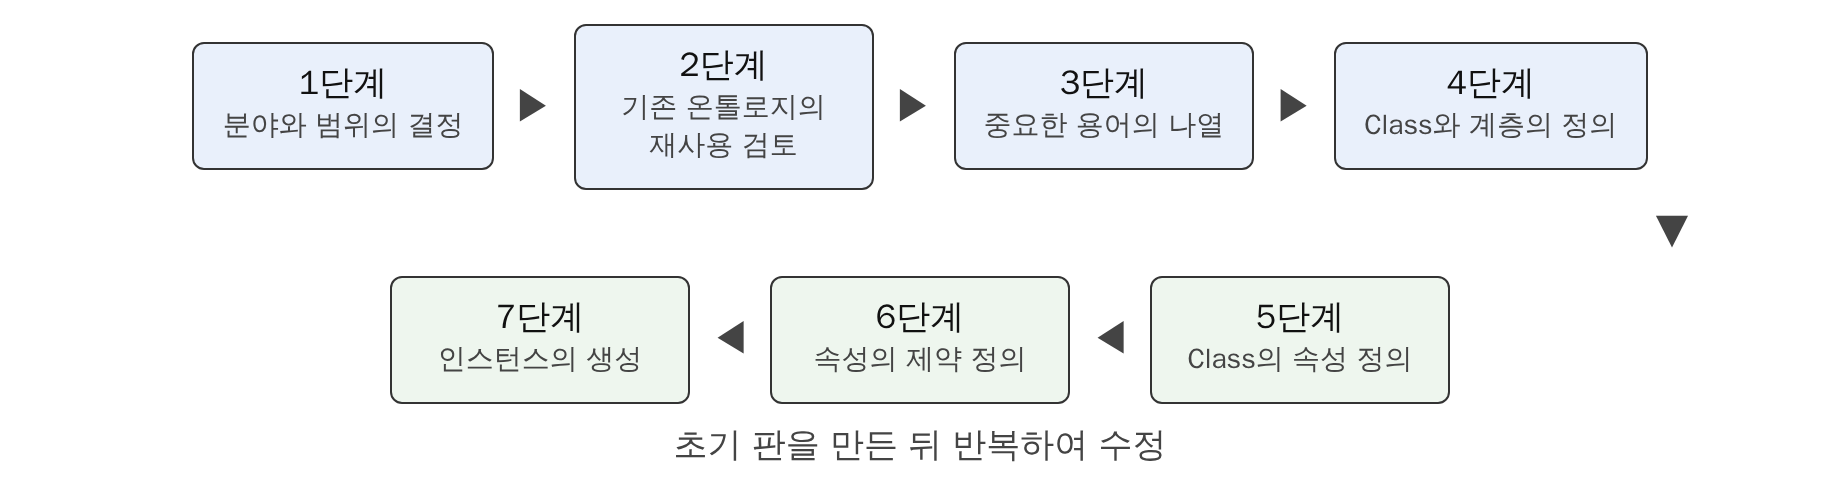 1단계
분야와 범위의 결정
2단계
기존 온톨로지의
재사용 검토
3단계
중요한 용어의 나열
4단계
Class와 계층의 정의
5단계
Class의 속성 정의
6단계
속성의 제약 정의
7단계
인스턴스의 생성
초기 판을 만든 뒤 반복하여 수정